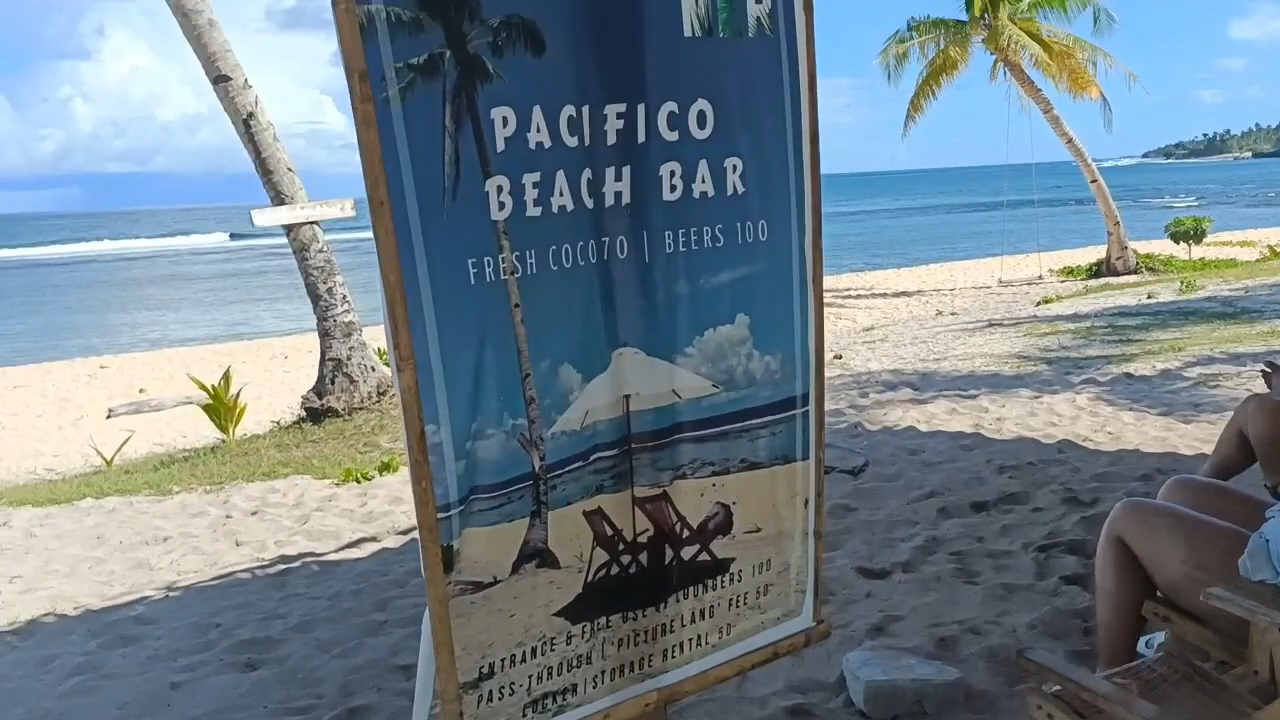 PACIFICO
BEACH BAR
FRESH COCO70 | BEERS 100
ENTRANCE & FREE USE OF LOUNGERS 100
PASS-THROUGH | 'PICTURE LANG' FEE 50
LOCKER | STORAGE RENTAL 50